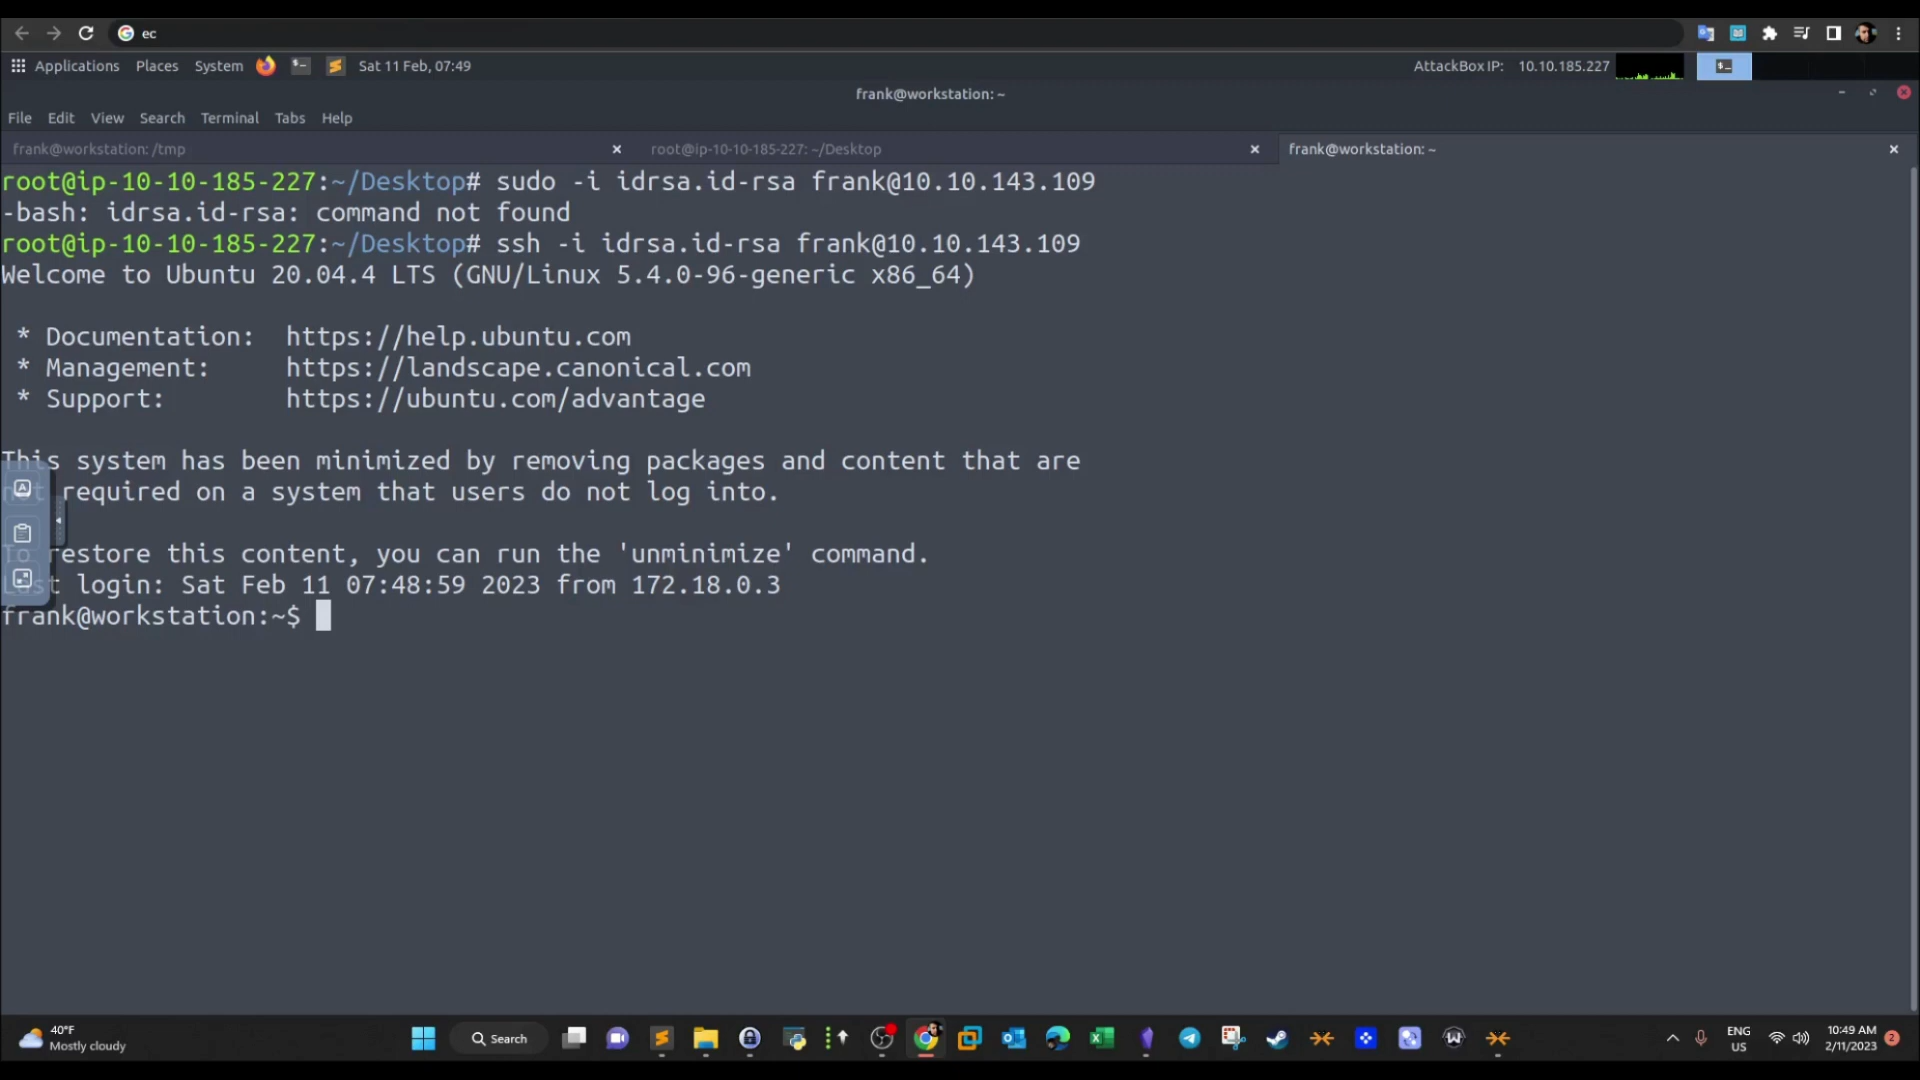 ec
Applications Places System Sat 11 Feb, 07:49 AttackBox IP: 10.10.185.227
frank@workstation: ~
File Edit View Search Terminal Tabs Help
frank@workstation: /tmp root@ip-10-10-185-227: ~/Desktop frank@workstation: ~
root@ip-10-10-185-227:~/Desktop# sudo -i idrsa.id-rsa frank@10.10.143.109
-bash: idrsa.id-rsa: command not found
root@ip-10-10-185-227:~/Desktop# ssh -i idrsa.id-rsa frank@10.10.143.109
Welcome to Ubuntu 20.04.4 LTS (GNU/Linux 5.4.0-96-generic x86_64)
* Documentation: https://help.ubuntu.com
* Management: https://landscape.canonical.com
* Support: https://ubuntu.com/advantage
This system has been minimized by removing packages and content that are
not required on a system that users do not log into.
To restore this content, you can run the 'unminimize' command.
Last login: Sat Feb 11 07:48:59 2023 from 172.18.0.3
frank@workstation:~$
40°F
Mostly cloudy
Search
ENG
US
10:49 AM
2/11/2023
2